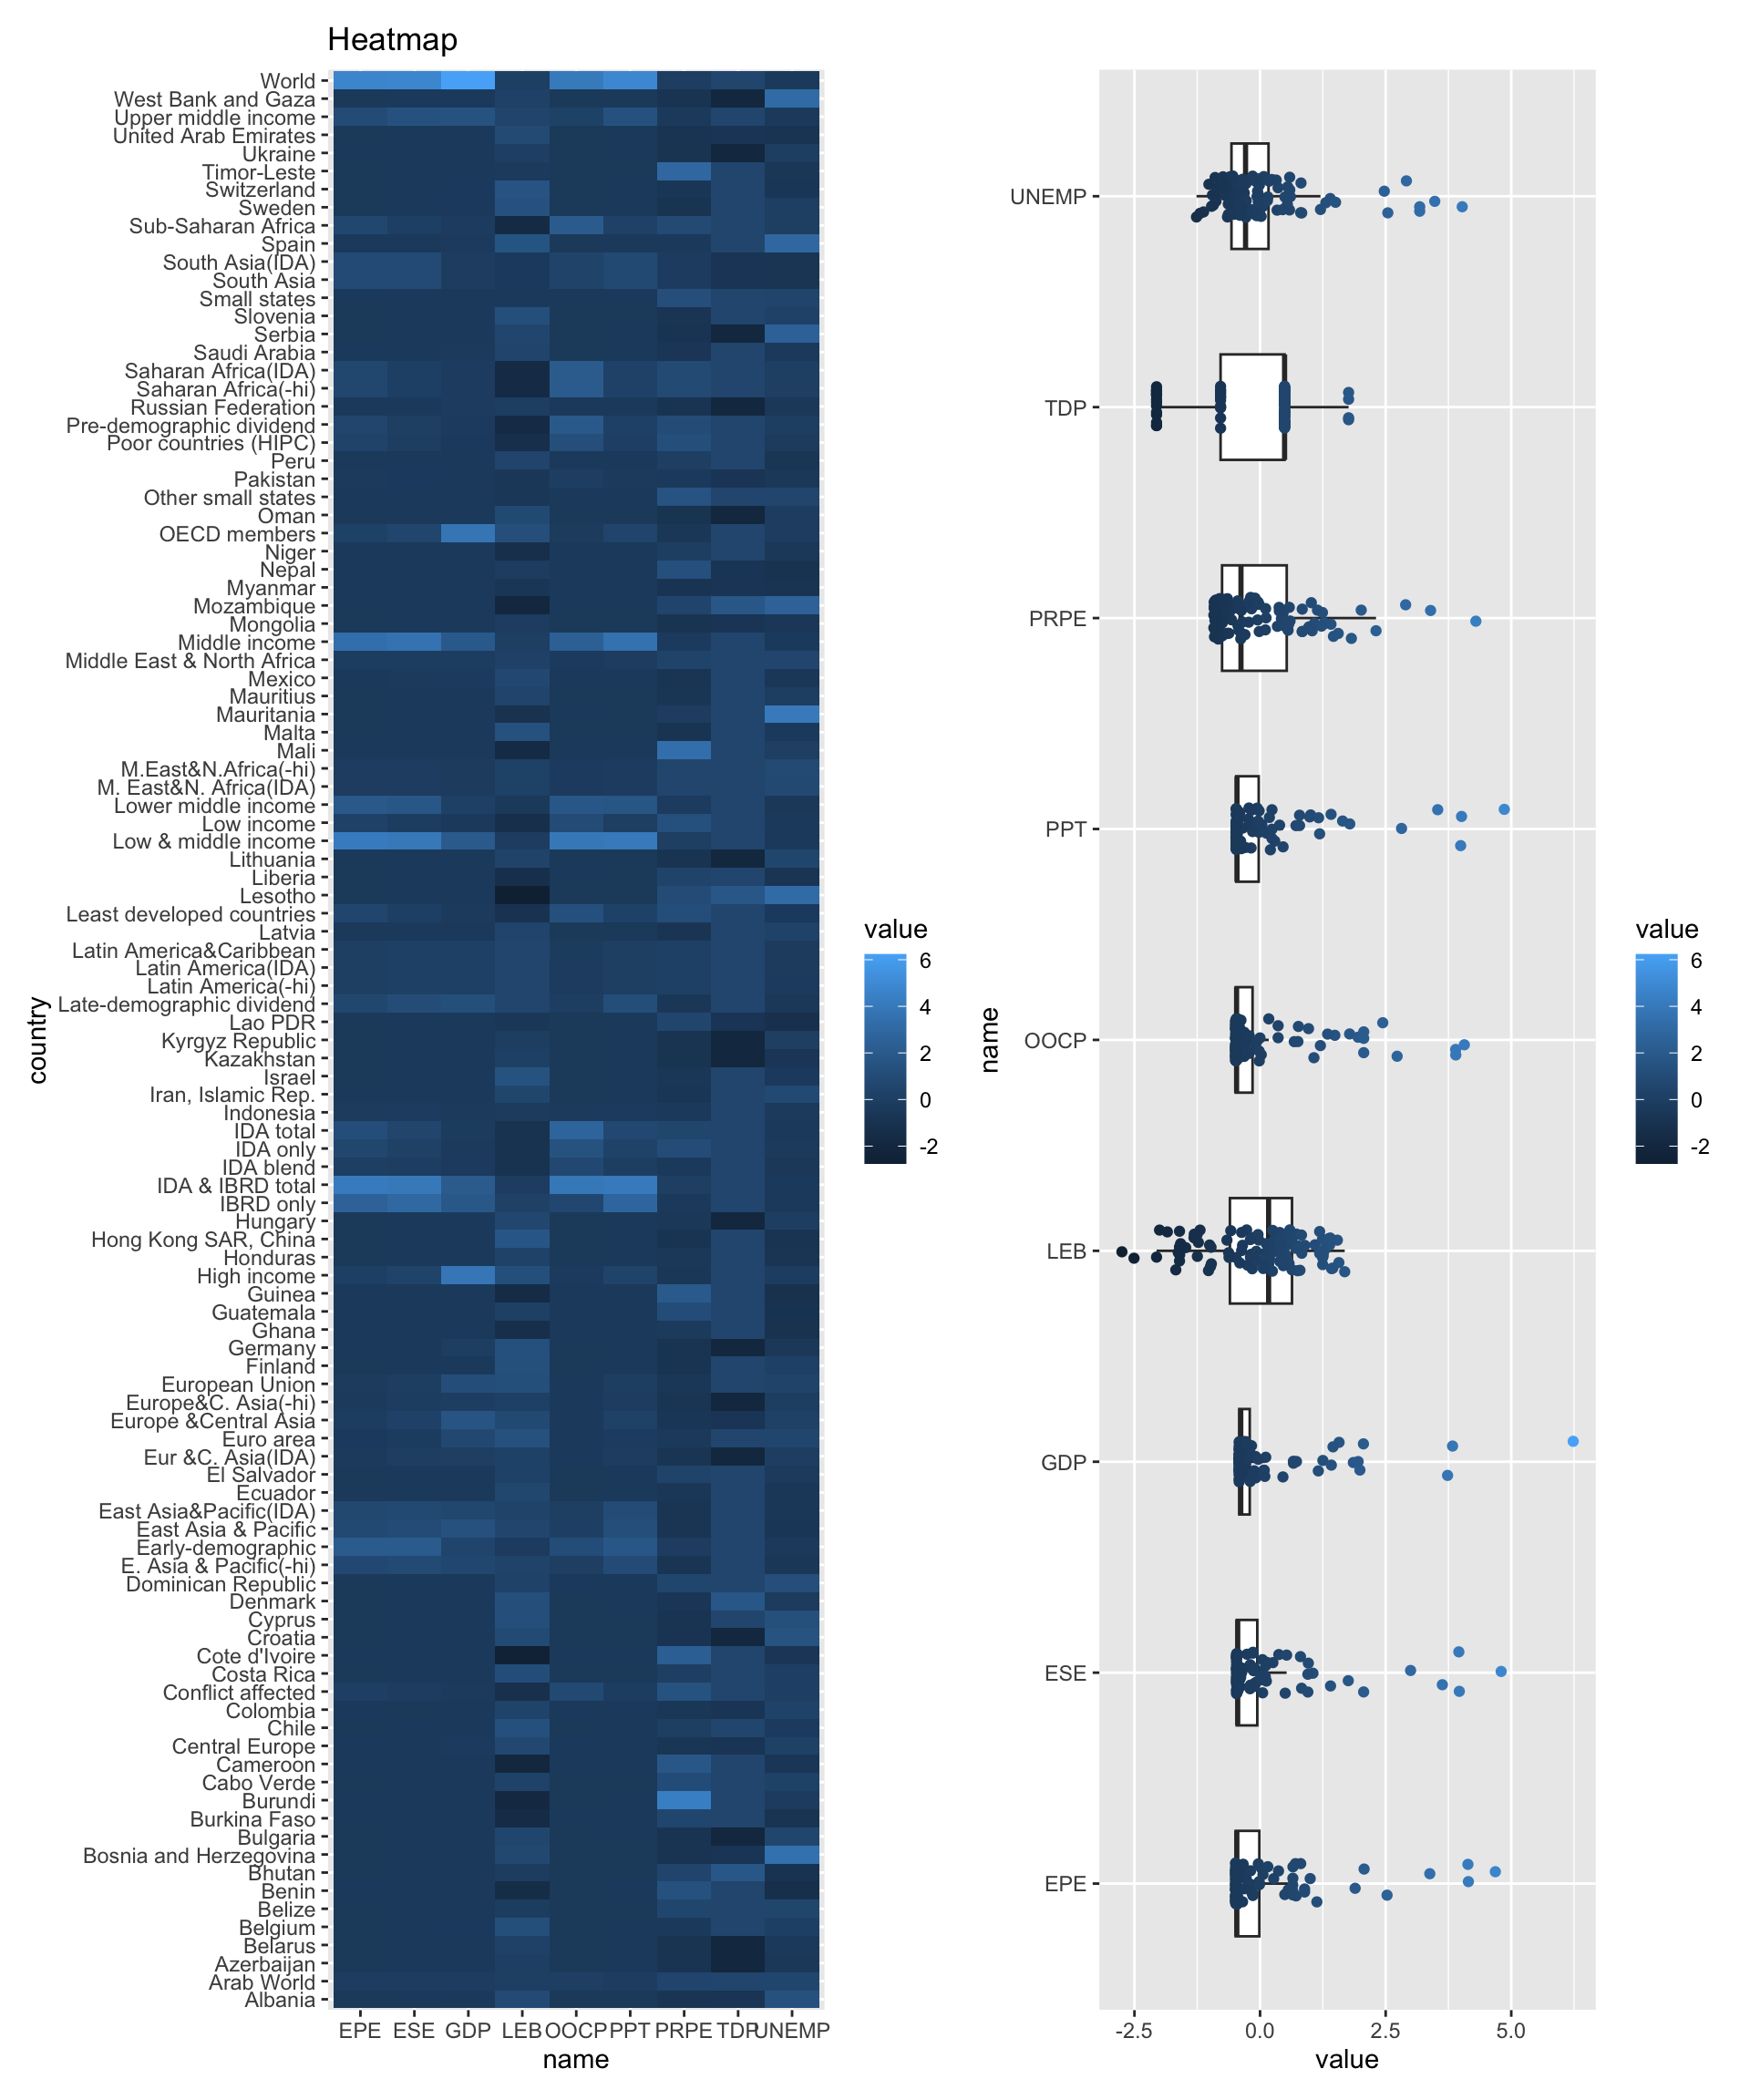 Heatmap
World
West Bank and Gaza
Upper middle income
United Arab Emirates
Ukraine
Timor-Leste
Switzerland
Sweden
Sub-Saharan Africa
Spain
South Asia(IDA)
South Asia
Small states
Slovenia
Serbia
Saudi Arabia
Saharan Africa(IDA)
Saharan Africa(-hi)
Russian Federation
Pre-demographic dividend
Poor countries (HIPC)
Peru
Pakistan
Other small states
Oman
OECD members
Niger
Nepal
Myanmar
Mozambique
Mongolia
Middle income
Middle East & North Africa
Mexico
Mauritius
Mauritania
Malta
Mali
M.East&N.Africa(-hi)
M. East&N. Africa(IDA)
Lower middle income
Low income
Low & middle income
Lithuania
Liberia
Lesotho
Least developed countries
Latvia
Latin America&Caribbean
Latin America(IDA)
Latin America(-hi)
Late-demographic dividend
Lao PDR
Kyrgyz Republic
Kazakhstan
Israel
Iran, Islamic Rep.
Indonesia
IDA total
IDA only
IDA blend
IDA & IBRD total
IBRD only
Hungary
Hong Kong SAR, China
Honduras
High income
Guinea
Guatemala
Ghana
Germany
Finland
European Union
Europe&C. Asia(-hi)
Europe &Central Asia
Euro area
Eur &C. Asia(IDA)
El Salvador
Ecuador
East Asia&Pacific(IDA)
East Asia & Pacific
Early-demographic
E. Asia & Pacific(-hi)
Dominican Republic
Denmark
Cyprus
Croatia
Cote d'Ivoire
Costa Rica
Conflict affected
Colombia
Chile
Central Europe
Cameroon
Cabo Verde
Burundi
Burkina Faso
Bulgaria
Bosnia and Herzegovina
Bhutan
Benin
Belize
Belgium
Belarus
Azerbaijan
Arab World
Albania
country
EPE ESE GDP LEB OOCP PPT PRPE TDP UNEMP
name
value
6
4
2
0
-2
UNEMP
TDP
PRPE
PPT
OOCP
LEB
GDP
ESE
EPE
name
-2.5 0.0 2.5 5.0
value
value
6
4
2
0
-2